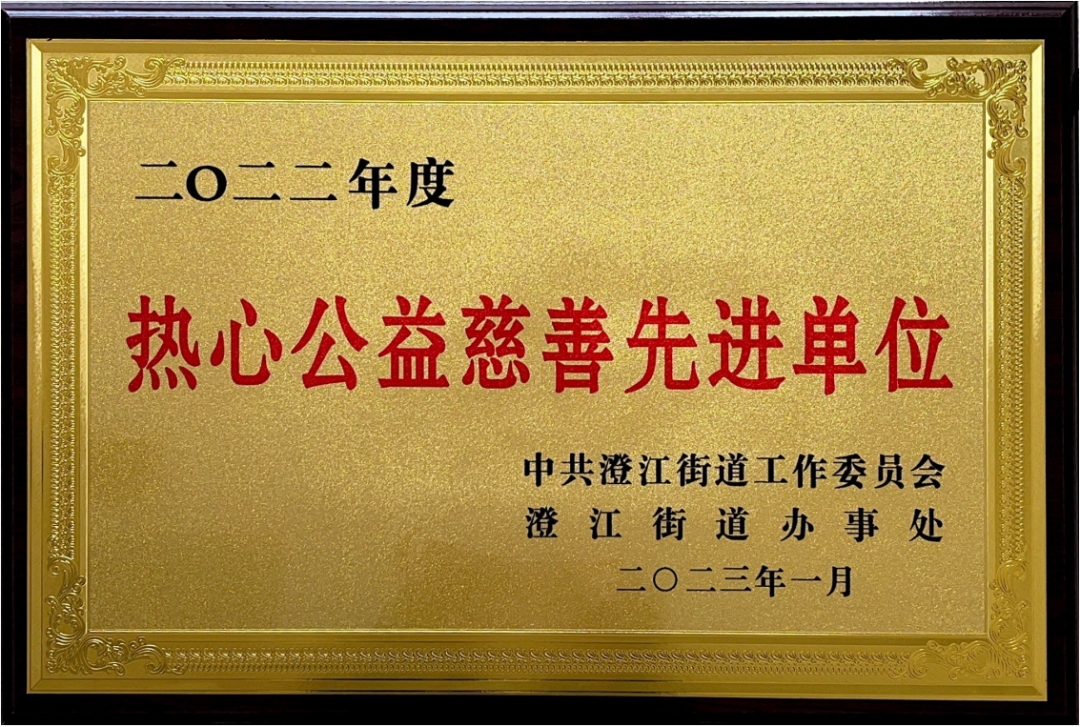 二〇二二年度
热心公益慈善先进单位
中共澄江街道工作委员会
澄江街道办事处
二〇二三年一月